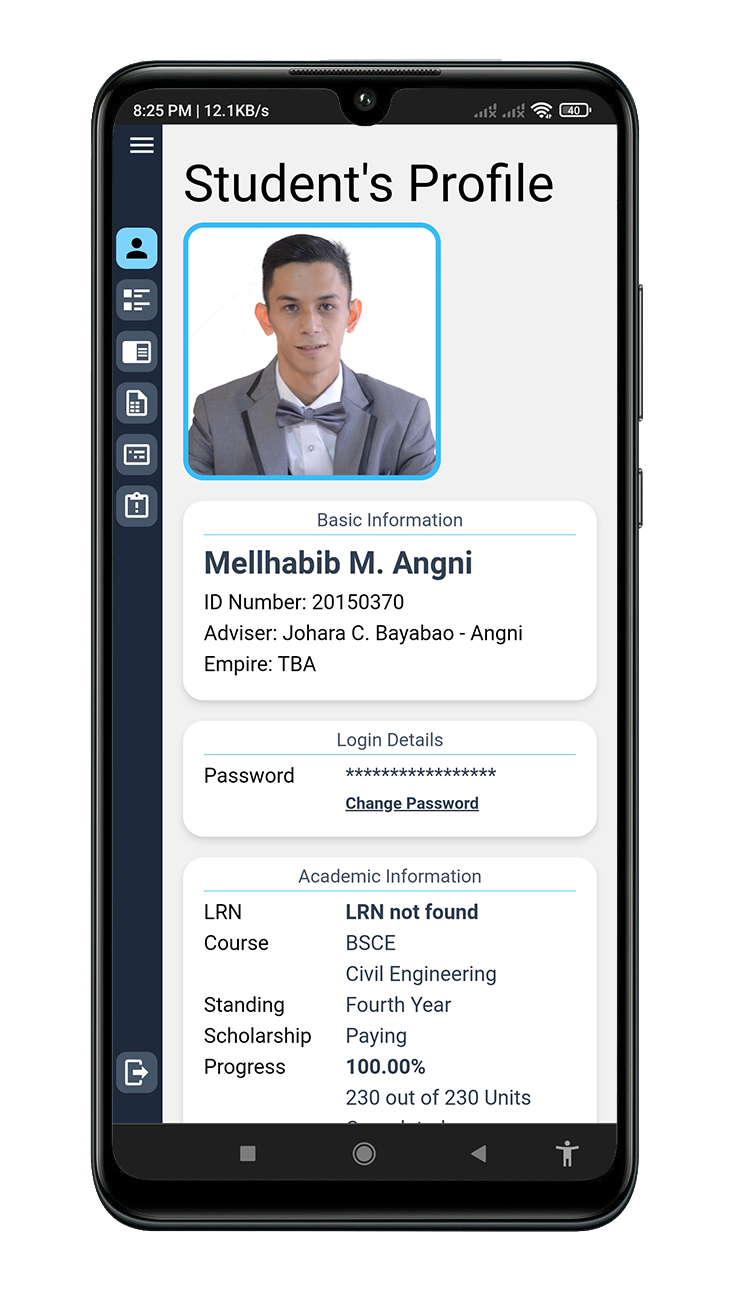 8:25 PM | 12.1KB/s
40
Student's Profile
Basic Information
Mellhabib M. Angni
ID Number: 20150370
Adviser: Johara C. Bayabao - Angni
Empire: TBA
Login Details
Password *****************
Change Password
Academic Information
LRN LRN not found
Course BSCE
Civil Engineering
Standing Fourth Year
Scholarship Paying
Progress 100.00%
230 out of 230 Units